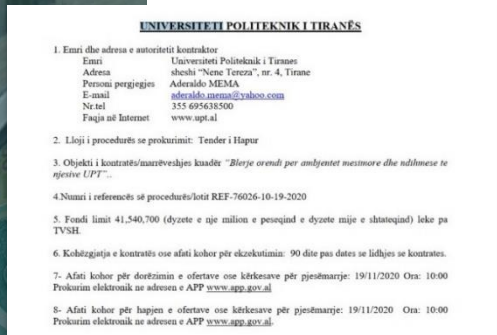 UNIVERSITETI POLITEKNIK I TIRANËS
1. Emri dhe adresa e autoritetit kontraktor
Emri Universiteti Politeknik i Tiranes
Adresa sheshi “Nene Tereza”, nr. 4, Tirane
Personi pergjegjes Aderaldo MEMA
E-mail aderaldo.mema@yahoo.com
Nr.tel 355 695638500
Faqja në Internet www.upt.al
2. Lloji i procedurës se prokurimit: Tender i Hapur
3. Objekti i kontratës/marrëveshjes kuadër “Blerje orendi per ambjentet mesimore dhe ndihmese te
njesive UPT”..
4.Numri i referencës së procedurës/lotit REF-76026-10-19-2020
5. Fondi limit 41,540,700 (dyzete e nje milion e peseqind e dyzete mije e shtateqind) leke pa
TVSH.
6. Kohëzgjatja e kontratës ose afati kohor për ekzekutimin: 90 dite pas dates se lidhjes se kontrates.
7- Afati kohor për dorëzimin e ofertave ose kërkesave për pjesëmarrje: 19/11/2020 Ora: 10:00
Prokurim elektronik ne adresen e APP www.app.gov.al
8- Afati kohor për hapjen e ofertave ose kërkesave për pjesëmarrje: 19/11/2020 Ora: 10:00
Prokurim elektronik ne adresen e APP www.app.gov.al.